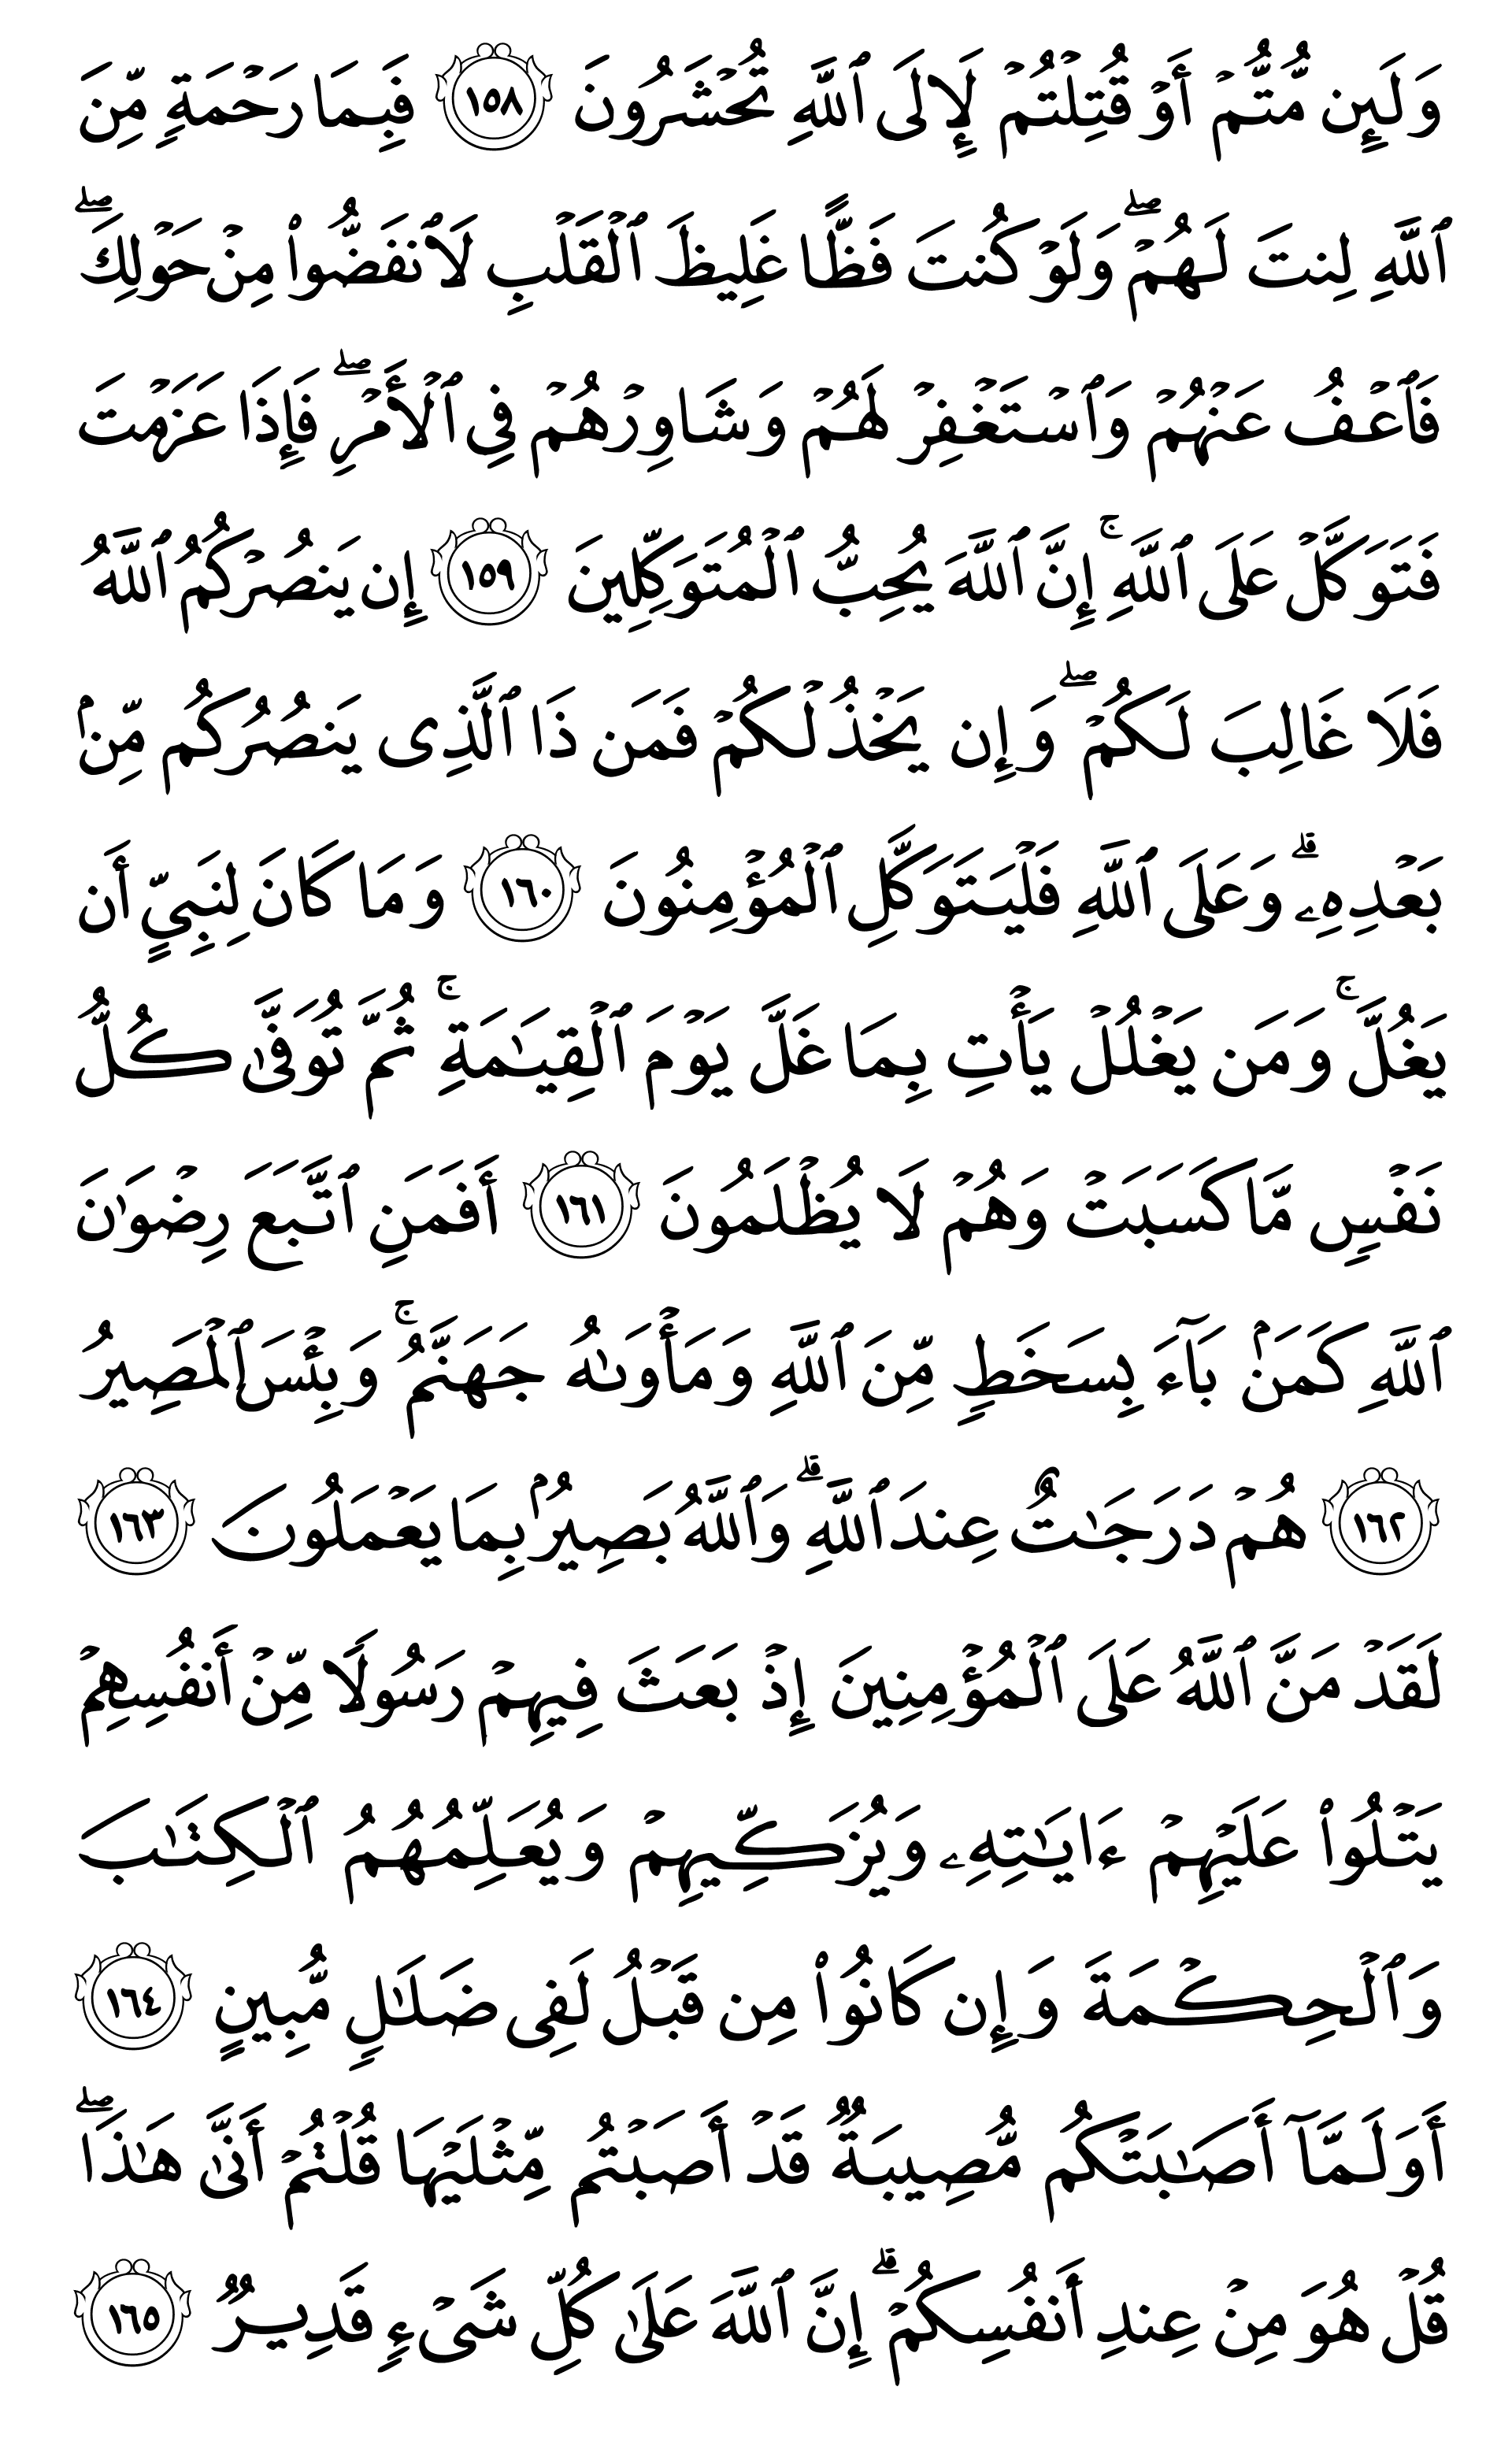 وَلَئِن مُّتُّمۡ أَوۡ قُتِلۡتُمۡ لَإِلَى ٱللَّهِ تُحۡشَرُونَ ١٥٨ فَبِمَا رَحۡمَةٖ مِّنَ
ٱللَّهِ لِنتَ لَهُمۡۖ وَلَوۡ كُنتَ فَظًّا غَلِيظَ ٱلۡقَلۡبِ لَٱنفَضُّواْ مِنۡ حَوۡلِكَۖ
فَٱعۡفُ عَنۡهُمۡ وَٱسۡتَغۡفِرۡ لَهُمۡ وَشَاوِرۡهُمۡ فِي ٱلۡأَمۡرِۖ فَإِذَا عَزَمۡتَ
فَتَوَكَّلۡ عَلَى ٱللَّهِۚ إِنَّ ٱللَّهَ يُحِبُّ ٱلۡمُتَوَكِّلِينَ ١٥٩ إِن يَنصُرۡكُمُ ٱللَّهُ
فَلَا غَالِبَ لَكُمۡۖ وَإِن يَخۡذُلۡكُمۡ فَمَن ذَا ٱلَّذِي يَنصُرُكُم مِّنۢ
بَعۡدِهِۦۗ وَعَلَى ٱللَّهِ فَلۡيَتَوَكَّلِ ٱلۡمُؤۡمِنُونَ ١٦٠ وَمَا كَانَ لِنَبِيٍّ أَن
يَغُلَّۚ وَمَن يَغۡلُلۡ يَأۡتِ بِمَا غَلَّ يَوۡمَ ٱلۡقِيَٰمَةِۚ ثُمَّ تُوَفَّىٰ كُلُّ
نَفۡسٖ مَّا كَسَبَتۡ وَهُمۡ لَا يُظۡلَمُونَ ١٦١ أَفَمَنِ ٱتَّبَعَ رِضۡوَٰنَ
ٱللَّهِ كَمَنۢ بَآءَ بِسَخَطٖ مِّنَ ٱللَّهِ وَمَأۡوَىٰهُ جَهَنَّمُۚ وَبِئۡسَ ٱلۡمَصِيرُ
١٦٢ هُمۡ دَرَجَٰتٌ عِندَ ٱللَّهِۗ وَٱللَّهُ بَصِيرُۢ بِمَا يَعۡمَلُونَ ١٦٣
لَقَدۡ مَنَّ ٱللَّهُ عَلَى ٱلۡمُؤۡمِنِينَ إِذۡ بَعَثَ فِيهِمۡ رَسُولٗا مِّنۡ أَنفُسِهِمۡ
يَتۡلُواْ عَلَيۡهِمۡ ءَايَٰتِهِۦ وَيُزَكِّيهِمۡ وَيُعَلِّمُهُمُ ٱلۡكِتَٰبَ
وَٱلۡحِكۡمَةَ وَإِن كَانُواْ مِن قَبۡلُ لَفِي ضَلَٰلٖ مُّبِينٍ ١٦٤
أَوَلَمَّآ أَصَٰبَتۡكُم مُّصِيبَةٞ قَدۡ أَصَبۡتُم مِّثۡلَيۡهَا قُلۡتُمۡ أَنَّىٰ هَٰذَاۖ
قُلۡ هُوَ مِنۡ عِندِ أَنفُسِكُمۡۗ إِنَّ ٱللَّهَ عَلَىٰ كُلِّ شَيۡءٖ قَدِيرٞ ١٦٥